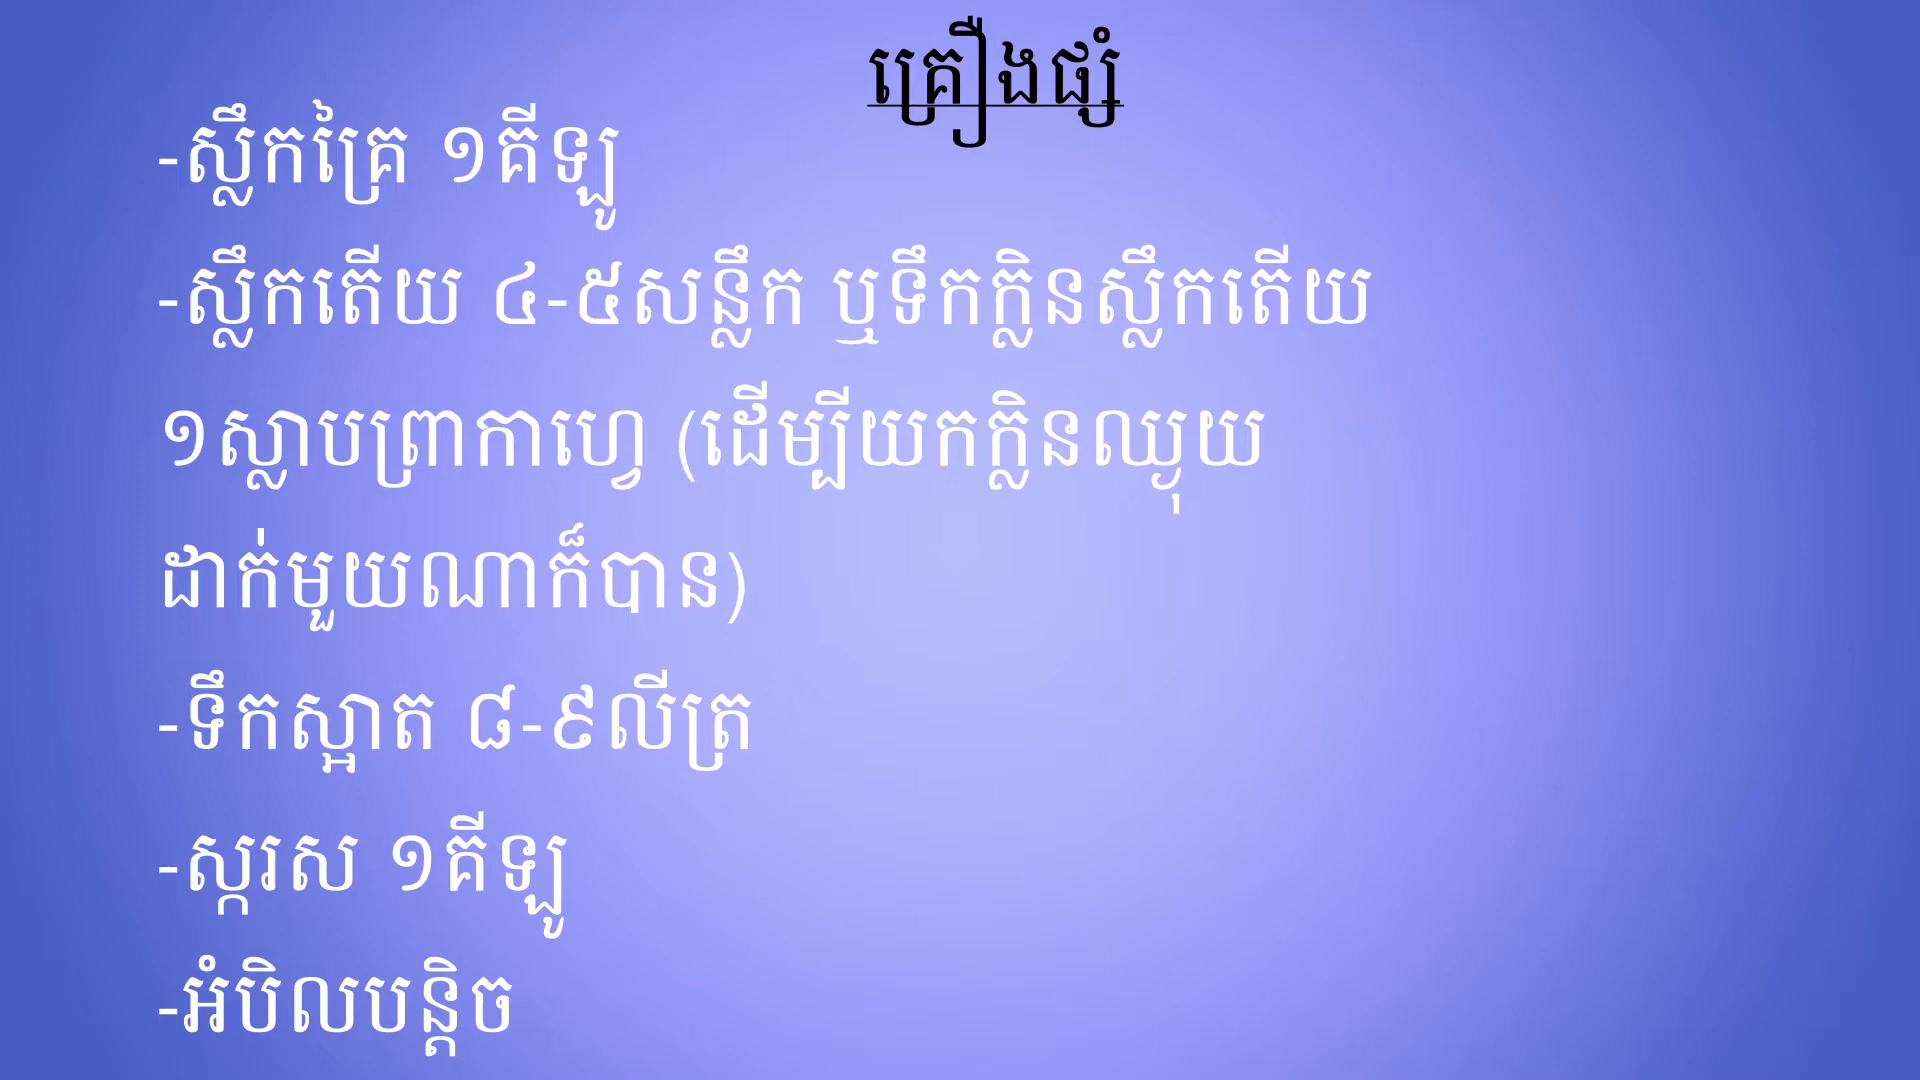 គ្រឿងផ្សំ
-ស្លឹកគ្រៃ ១គីឡូ
-ស្លឹកតើយ ៤-៥សន្លឹក ឬទឹកក្លិនស្លឹកតើយ
១ស្លាបព្រាកាហ្វេ (ដើម្បីយកក្លិនឈ្ងុយ
ដាក់មួយណាក៏បាន)
-ទឹកស្អាត ៨-៩លីត្រ
-ស្ករស ១គីឡូ
-អំបិលបន្តិច